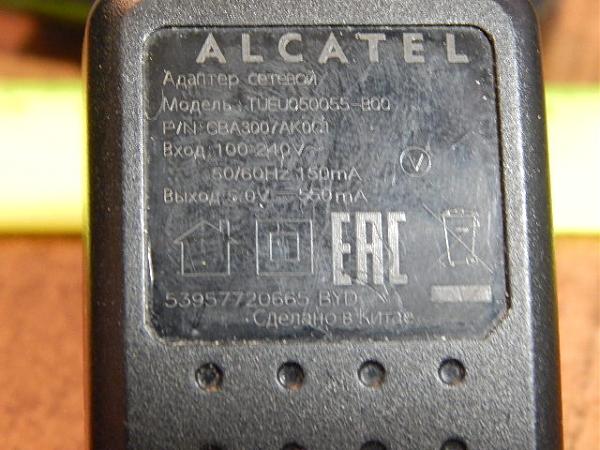 ALCATEL
Адаптер сетевой
Модель: TUEU050055-B00
P/N: CBA3007AK0C1
Вход: 100-240V~
50/60Hz 150mA
V
Выход: 5.0V 550mA
EAC
53957720665 BYD
Сделано в Китае